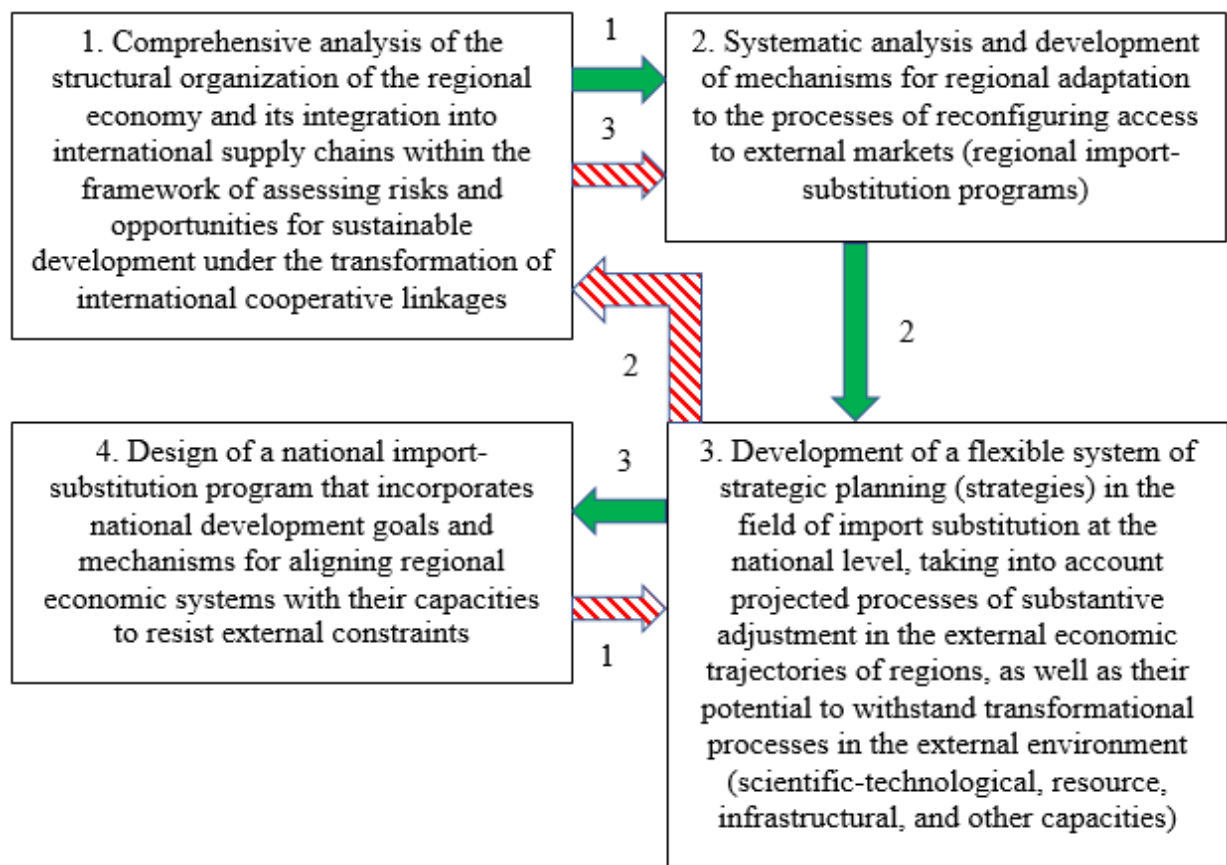 1. Comprehensive analysis of the
structural organization of the regional
economy and its integration into
international supply chains within the
framework of assessing risks and
opportunities for sustainable
development under the transformation of
international cooperative linkages
1
3
2. Systematic analysis and development
of mechanisms for regional adaptation
to the processes of reconfiguring access
to external markets (regional import-
substitution programs)
2
2
4. Design of a national import-
substitution program that incorporates
national development goals and
mechanisms for aligning regional
economic systems with their capacities
to resist external constraints
3
1
3. Development of a flexible system of
strategic planning (strategies) in the
field of import substitution at the
national level, taking into account
projected processes of substantive
adjustment in the external economic
trajectories of regions, as well as their
potential to withstand transformational
processes in the external environment
(scientific-technological, resource,
infrastructural, and other capacities)